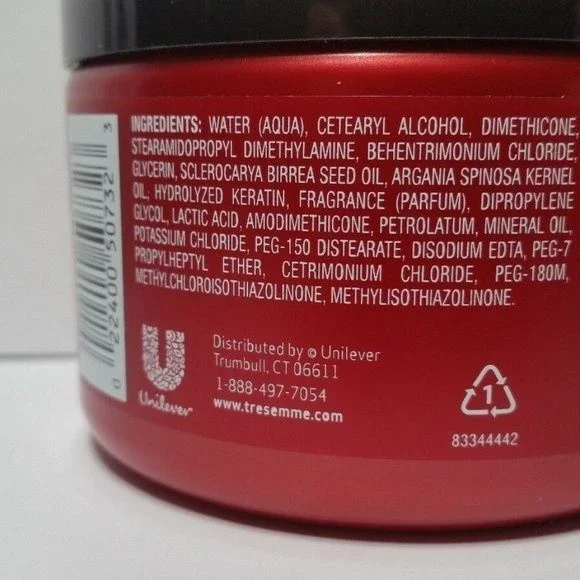 INGREDIENTS: WATER (AQUA), CETEARYL ALCOHOL, DIMETHICONE,
STEARAMIDOPROPYL DIMETHYLAMINE, BEHENTRIMONIUM CHLORIDE,
GLYCERIN, SCLEROCARYA BIRREA SEED OIL, ARGANIA SPINOSA KERNEL
OIL, HYDROLYZED KERATIN, FRAGRANCE (PARFUM), DIPROPYLENE
GLYCOL, LACTIC ACID, AMODIMETHICONE, PETROLATUM, MINERAL OIL,
POTASSIUM CHLORIDE, PEG-150 DISTEARATE, DISODIUM EDTA, PEG-7
PROPYLHEPTYL ETHER, CETRIMONIUM CHLORIDE, PEG-180M,
METHYLCHLOROISOTHIAZOLINONE, METHYLISOTHIAZOLINONE.
0 22400 50732 3
Unilever
Distributed by © Unilever
Trumbull, CT 06611
1-888-497-7054
www.tresemme.com
1
83344442